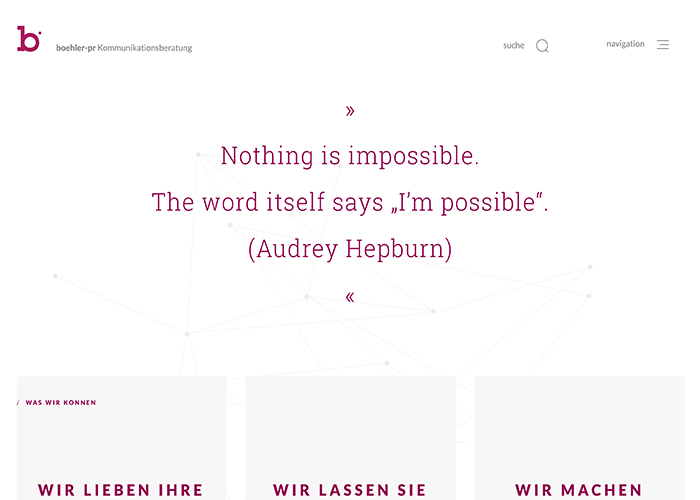 b
boehler-pr Kommunikationsberatung
suche
navigation
»
Nothing is impossible.
The word itself says „I’m possible“.
(Audrey Hepburn)
«
/ WAS WIR KÖNNEN
WIR LIEBEN IHRE
WIR LASSEN SIE
WIR MACHEN